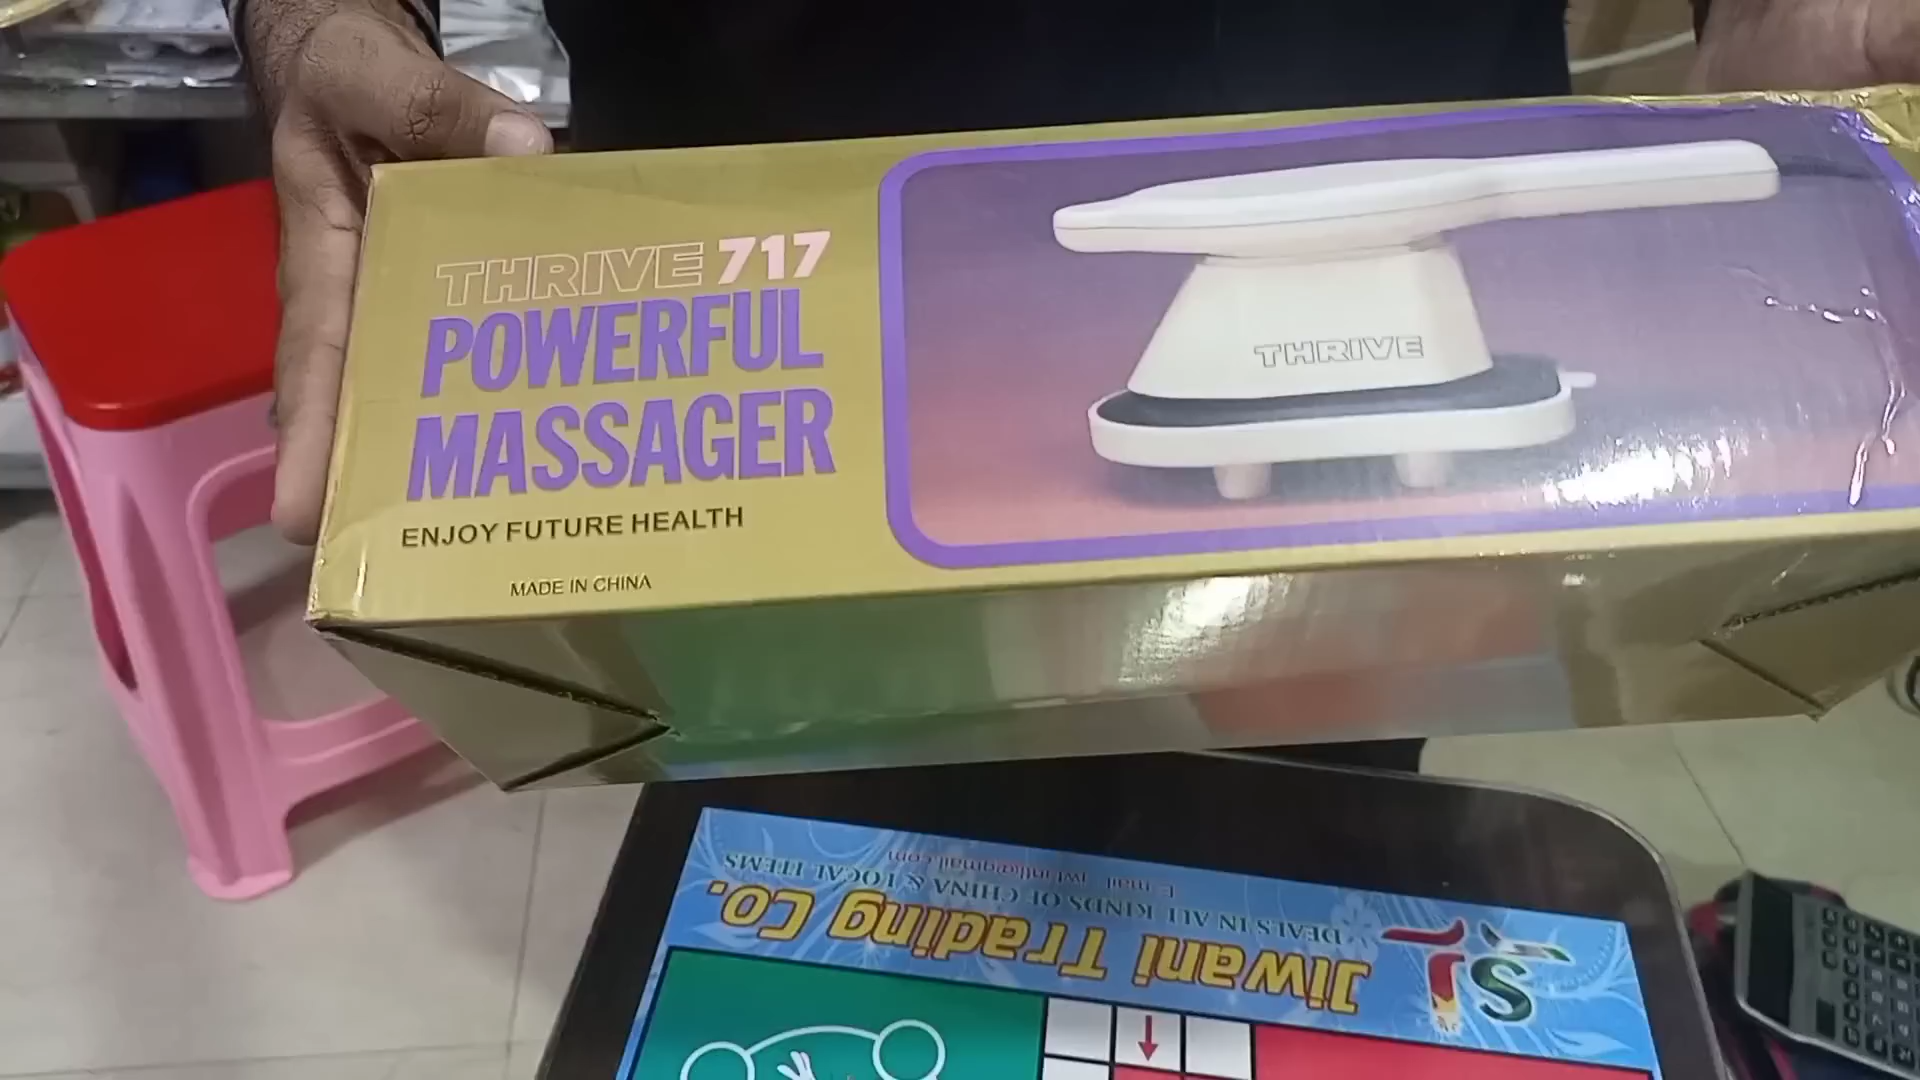 THRIVE 717
POWERFUL
MASSAGER
ENJOY FUTURE HEALTH
MADE IN CHINA
THRIVE
Jiwani Trading Co.
DEALS IN ALL KINDS OF CHINA & LOCAL ITEMS